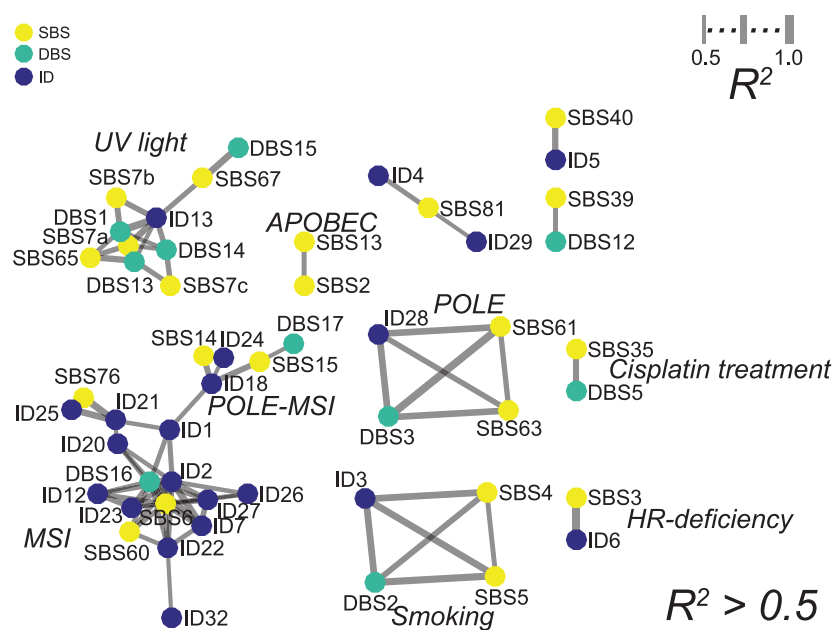 SBS
DBS
ID
0.5
1.0
R²
UV light
DBS15
SBS7b
SBS67
DBS1
ID13
SBS7a
DBS14
SBS65
DBS13
SBS7c
APOBEC
SBS13
SBS2
ID4
SBS81
ID29
SBS40
ID5
SBS39
DBS12
DBS17
SBS14
ID24
SBS15
ID18
POLE-MSI
SBS76
ID25
ID21
ID1
ID20
DBS16
ID2
ID12
ID26
ID23
SBS6
ID27
ID7
MSI
SBS60
ID22
ID32
POLE
ID28
SBS61
DBS3
SBS63
SBS35
Cisplatin treatment
DBS5
ID3
SBS4
DBS2
SBS5
Smoking
SBS3
HR-deficiency
ID6
R² > 0.5